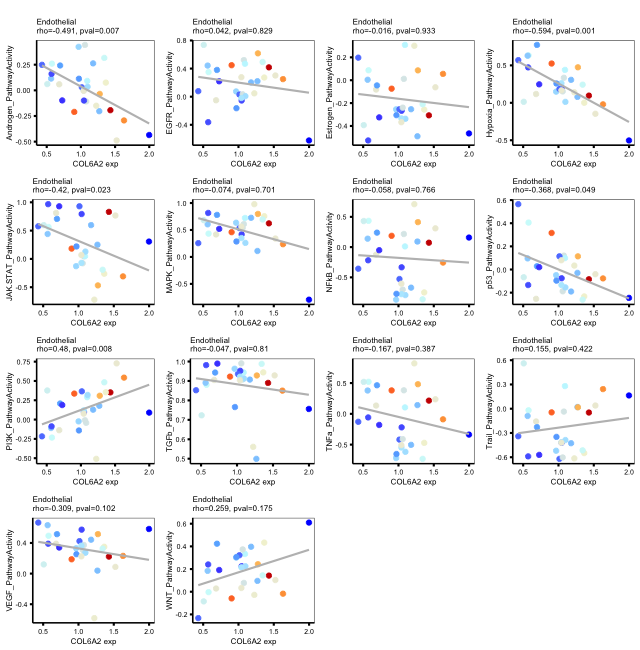 Endothelial
rho=-0.491, pval=0.007
Androgen_PathwayActivity
0.50
0.25
0.00
-0.25
-0.50
0.5 1.0 1.5 2.0
COL6A2 exp
Endothelial
rho=0.042, pval=0.829
EGFR_PathwayActivity
0.8
0.4
0.0
-0.4
0.5 1.0 1.5 2.0
COL6A2 exp
Endothelial
rho=-0.016, pval=0.933
Estrogen_PathwayActivity
0.2
0.0
-0.2
-0.4
0.5 1.0 1.5 2.0
COL6A2 exp
Endothelial
rho=-0.594, pval=0.001
Hypoxia_PathwayActivity
0.5
0.0
-0.5
0.5 1.0 1.5 2.0
COL6A2 exp
Endothelial
rho=-0.42, pval=0.023
JAK.STAT_PathwayActivity
1.0
0.5
0.0
-0.5
0.5 1.0 1.5 2.0
COL6A2 exp
Endothelial
rho=-0.074, pval=0.701
MAPK_PathwayActivity
1.0
0.5
0.0
-0.5
0.5 1.0 1.5 2.0
COL6A2 exp
Endothelial
rho=-0.058, pval=0.766
NFkB_PathwayActivity
0.5
0.0
-0.5
0.5 1.0 1.5 2.0
COL6A2 exp
Endothelial
rho=-0.368, pval=0.049
p53_PathwayActivity
0.6
0.4
0.2
0.0
-0.2
0.5 1.0 1.5 2.0
COL6A2 exp
Endothelial
rho=0.48, pval=0.008
PI3K_PathwayActivity
0.75
0.50
0.25
0.00
-0.25
-0.50
0.5 1.0 1.5 2.0
COL6A2 exp
Endothelial
rho=-0.047, pval=0.81
TGFb_PathwayActivity
1.0
0.9
0.8
0.7
0.6
0.5
0.5 1.0 1.5 2.0
COL6A2 exp
Endothelial
rho=-0.167, pval=0.387
TNFa_PathwayActivity
0.5
0.0
-0.5
0.5 1.0 1.5 2.0
COL6A2 exp
Endothelial
rho=0.155, pval=0.422
Trail_PathwayActivity
0.6
0.3
0.0
-0.3
-0.6
0.5 1.0 1.5 2.0
COL6A2 exp
Endothelial
rho=-0.309, pval=0.102
VEGF_PathwayActivity
0.4
0.0
-0.4
0.5 1.0 1.5 2.0
COL6A2 exp
Endothelial
rho=0.259, pval=0.175
WNT_PathwayActivity
0.6
0.4
0.2
0.0
-0.2
0.5 1.0 1.5 2.0
COL6A2 exp